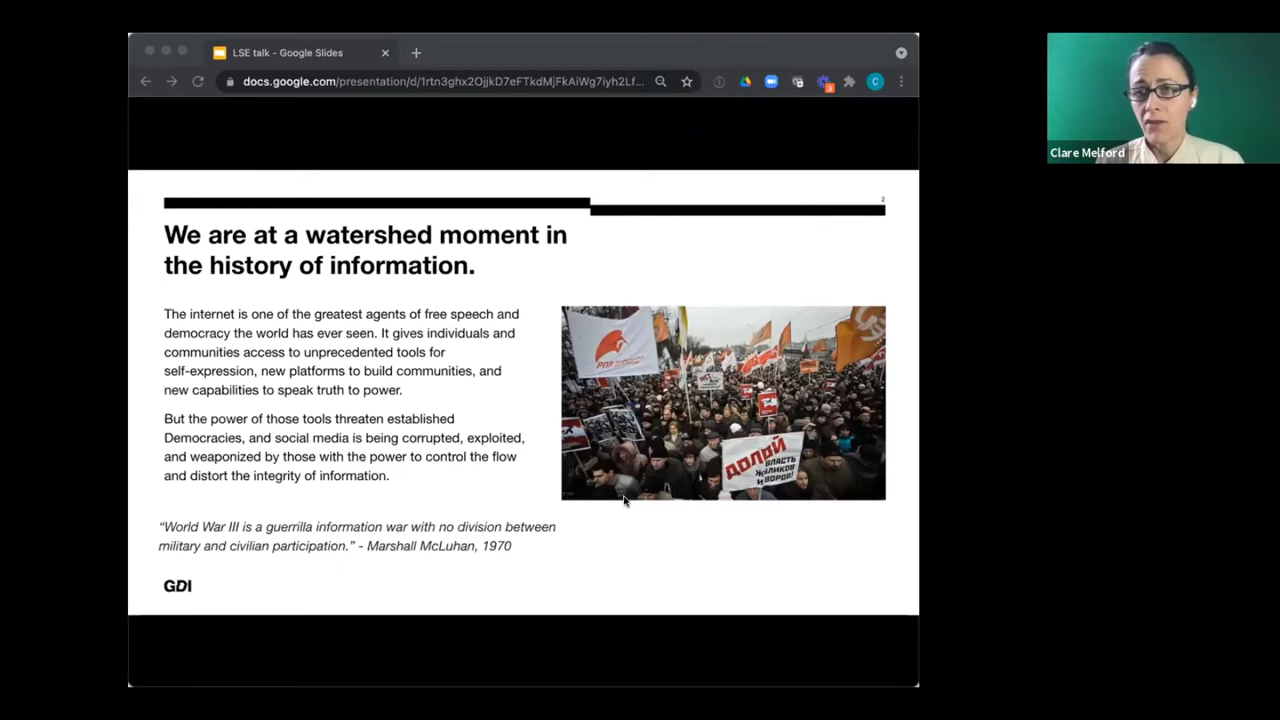 LSE talk - Google Slides
docs.google.com/presentation/d/1rtn3ghx2OjjkD7eFTkdMjFkAiWg7iyh2Lf...
3
C
Clare Melford
2
We are at a watershed moment in
the history of information.
The internet is one of the greatest agents of free speech and
democracy the world has ever seen. It gives individuals and
communities access to unprecedented tools for
self-expression, new platforms to build communities, and
new capabilities to speak truth to power.
But the power of those tools threaten established
Democracies, and social media is being corrupted, exploited,
and weaponized by those with the power to control the flow
and distort the integrity of information.
ДОЛОЙ
ВЛАСТЬ
ЖУЛИКОВ
И ВОРОВ!
“World War III is a guerrilla information war with no division between
military and civilian participation.” - Marshall McLuhan, 1970
GDI